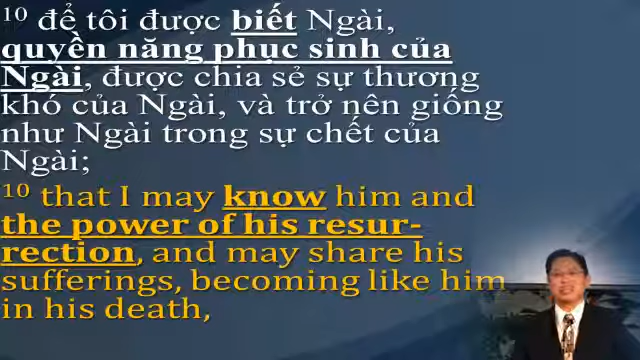 10 để tôi được biết Ngài,
quyền năng phục sinh của
Ngài, được chia sẻ sự thương
khó của Ngài, và trở nên giống
như Ngài trong sự chết của
Ngài;
10 that I may know him and
the power of his resur-
rection, and may share his
sufferings, becoming like him
in his death,